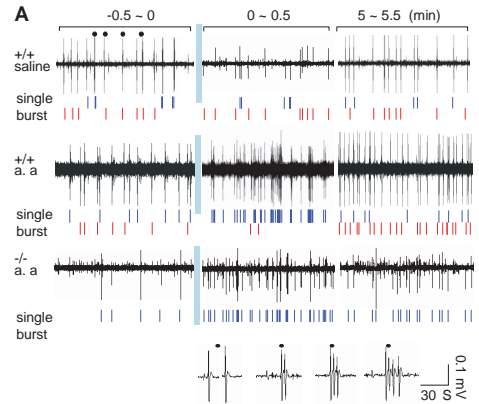 A
-0.5 ~ 0 0 ~ 0.5 5 ~ 5.5 (min)
+/+
saline
single
burst
+/+
a. a
single
burst
-/-
a. a
single
burst
0.1 mV
30 S